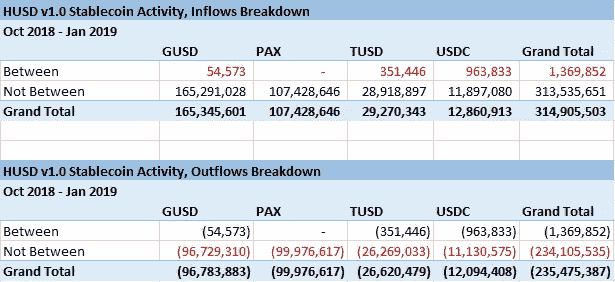 HUSD v1.0 Stablecoin Activity, Inflows Breakdown
Oct 2018 - Jan 2019
GUSD PAX TUSD USDC Grand Total
Between 54,573 - 351,446 963,833 1,369,852
Not Between 165,291,028 107,428,646 28,918,897 11,897,080 313,535,651
Grand Total 165,345,601 107,428,646 29,270,343 12,860,913 314,905,503
HUSD v1.0 Stablecoin Activity, Outflows Breakdown
Oct 2018 - Jan 2019
GUSD PAX TUSD USDC Grand Total
Between (54,573) - (351,446) (963,833) (1,369,852)
Not Between (96,729,310) (99,976,617) (26,269,033) (11,130,575) (234,105,535)
Grand Total (96,783,883) (99,976,617) (26,620,479) (12,094,408) (235,475,387)